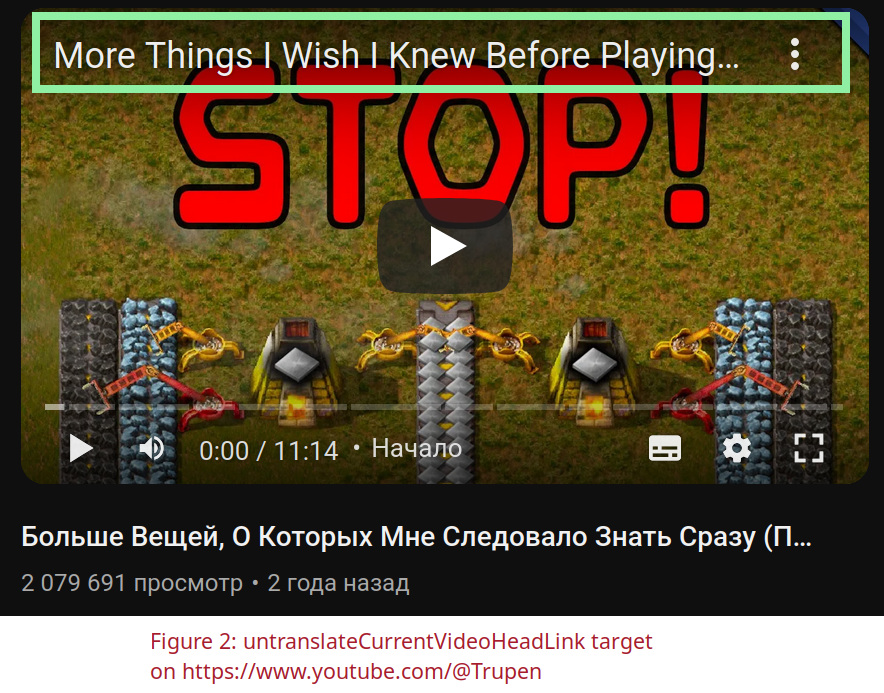 More Things I Wish I Knew Before Playing...
STOP!
0:00 / 11:14 • Начало
Больше Вещей, О Которых Мне Следовало Знать Сразу (П...
2 079 691 просмотр • 2 года назад
Figure 2: untranslateCurrentVideoHeadLink target
on https://www.youtube.com/@Trupen